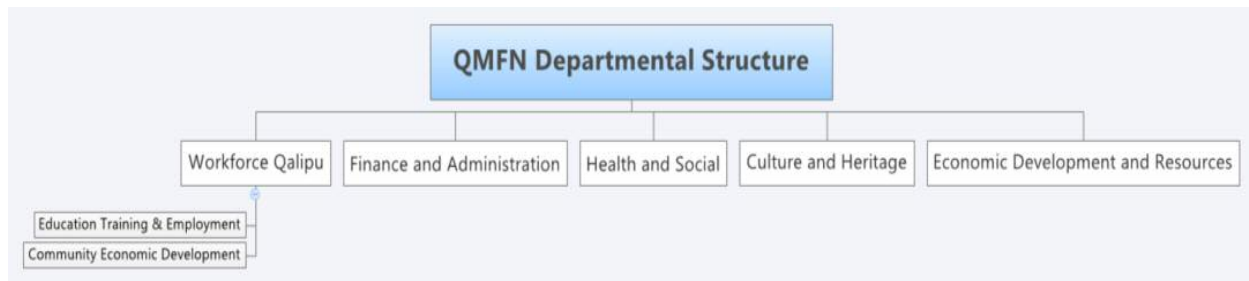 QMFN Departmental Structure
Workforce Qalipu
Finance and Administration
Health and Social
Culture and Heritage
Economic Development and Resources
Education Training & Employment
Community Economic Development